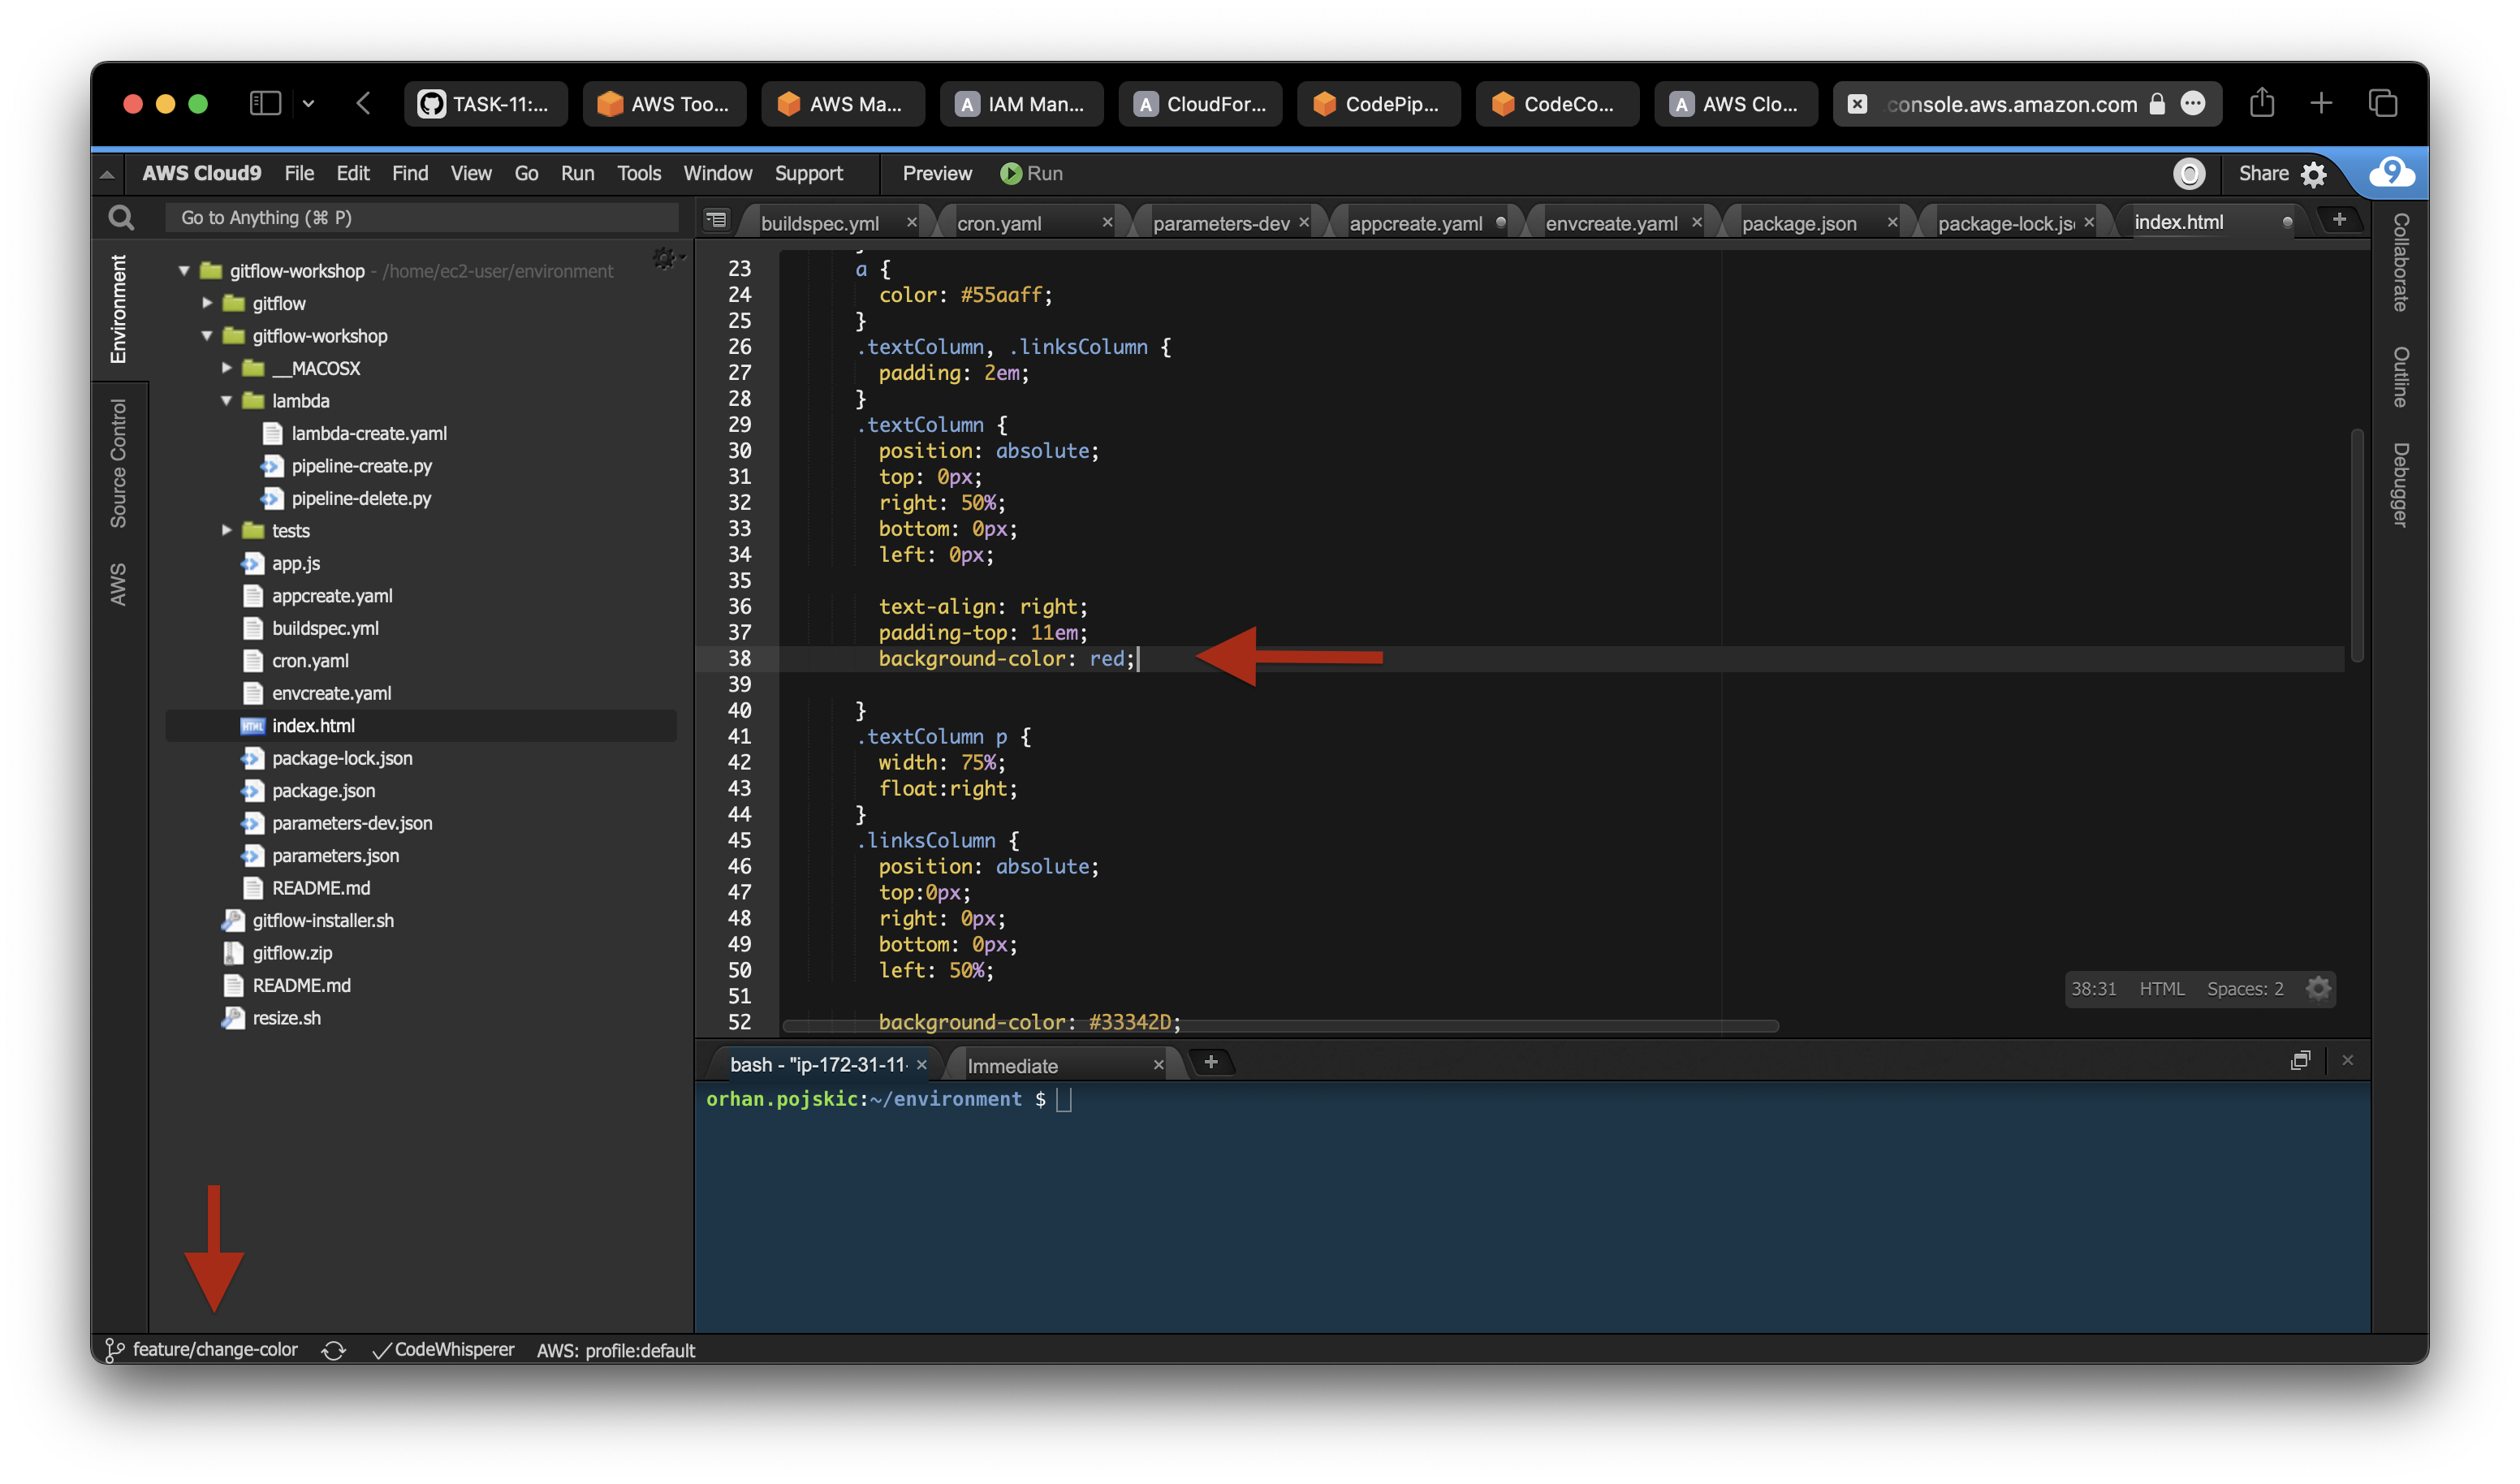 TASK-11:... AWS Too... AWS Ma... A IAM Man... A CloudFor... CodePip... CodeCo... A AWS Clo... console.aws.amazon.com
AWS Cloud9 File Edit Find View Go Run Tools Window Support Preview Run O Share 9
Go to Anything (⌘ P)
buildspec.yml cron.yaml parameters-dev appcreate.yaml envcreate.yaml package.json package-lock.js index.html
Environment
Source Control
AWS
gitflow-workshop - /home/ec2-user/environment
gitflow
gitflow-workshop
__MACOSX
lambda
lambda-create.yaml
pipeline-create.py
pipeline-delete.py
tests
app.js
appcreate.yaml
buildspec.yml
cron.yaml
envcreate.yaml
HTML index.html
package-lock.json
package.json
parameters-dev.json
parameters.json
README.md
gitflow-installer.sh
gitflow.zip
README.md
resize.sh
23 a {
24 color: #55aaff;
25 }
26 .textColumn, .linksColumn {
27 padding: 2em;
28 }
29 .textColumn {
30 position: absolute;
31 top: 0px;
32 right: 50%;
33 bottom: 0px;
34 left: 0px;
35
36 text-align: right;
37 padding-top: 11em;
38 background-color: red;
39
40 }
41 .textColumn p {
42 width: 75%;
43 float:right;
44 }
45 .linksColumn {
46 position: absolute;
47 top:0px;
48 right: 0px;
49 bottom: 0px;
50 left: 50%;
51
52 background-color: #33342D;
38:31 HTML Spaces: 2
Collaborate
Outline
Debugger
bash - "ip-172-31-11- Immediate
orhan.pojskic:~/environment $
feature/change-color CodeWhisperer AWS: profile:default